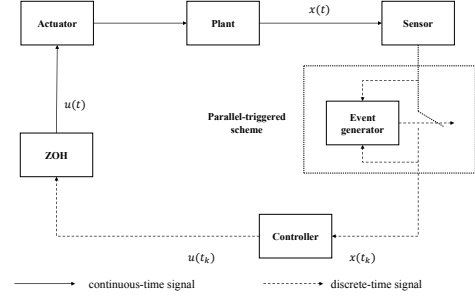 x(t)
Actuator
Plant
Sensor
u(t)
Parallel-triggered
scheme
Event
generator
ZOH
Controller
u(t_k)
x(t_k)
continuous-time signal
discrete-time signal